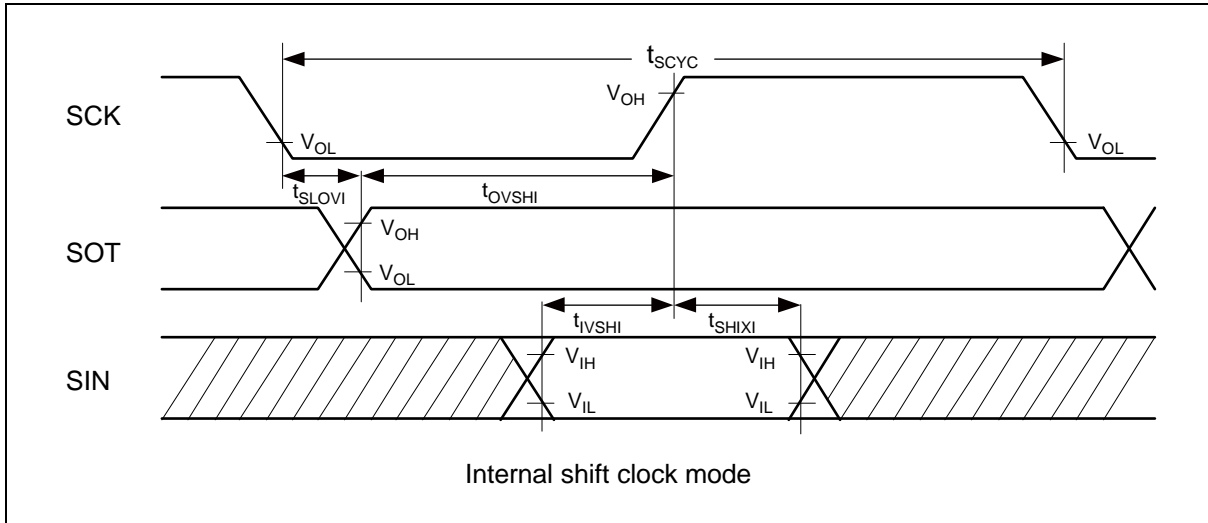 tSCYC
SCK
VOH
VOL
VOL
tSLOVI
tOVSHI
SOT
VOH
VOL
tIVSHI
tSHIXI
SIN
VIH
VIH
VIL
VIL
Internal shift clock mode